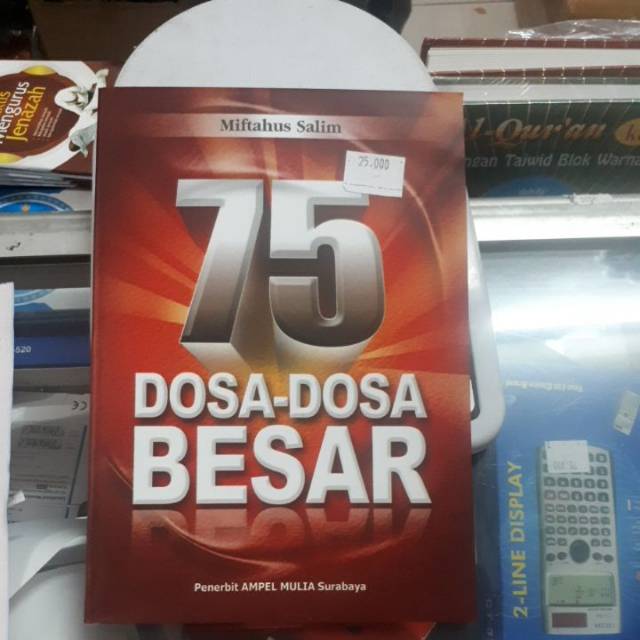 Miftahus Salim
25.000
75
DOSA-DOSA
BESAR
Penerbit AMPEL MULIA Surabaya
Mengurus
Jenazah
l-Qur'an
ngan Tajwid Blok Warna
2-LINE DISPLAY